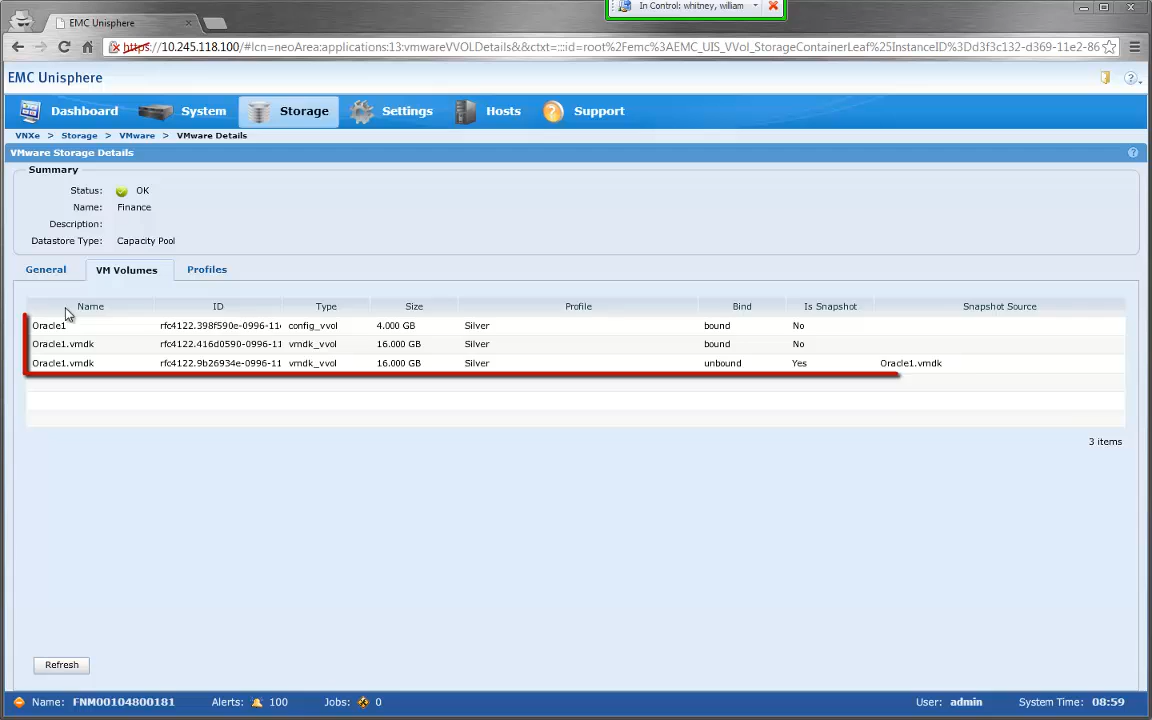 EMC Unisphere
In Control: whitney, william
https://10.245.118.100/#lcn=neoArea:applications:13:vmwareVVOLDetails&&ctxt=:::id=root%2Femc%3AEMC_UIS_VVol_StorageContainerLeaf%25InstanceID%3Dd3f3c132-d369-11e2-86
EMC Unisphere
Dashboard System Storage Settings Hosts Support
VNXe > Storage > VMware > VMware Details
VMware Storage Details
Summary
Status: OK
Name: Finance
Description:
Datastore Type: Capacity Pool
General VM Volumes Profiles
Name ID Type Size Profile Bind Is Snapshot Snapshot Source
Oracle1 rfc4122.398f590e-0996-11 config_vvol 4.000 GB Silver bound No
Oracle1.vmdk rfc4122.416d0590-0996-11 vmdk_vvol 16.000 GB Silver bound No
Oracle1.vmdk rfc4122.9b26934e-0996-11 vmdk_vvol 16.000 GB Silver unbound Yes Oracle1.vmdk
3 items
Refresh
Name: FNM00104800181 Alerts: 100 Jobs: 0 User: admin System Time: 08:59